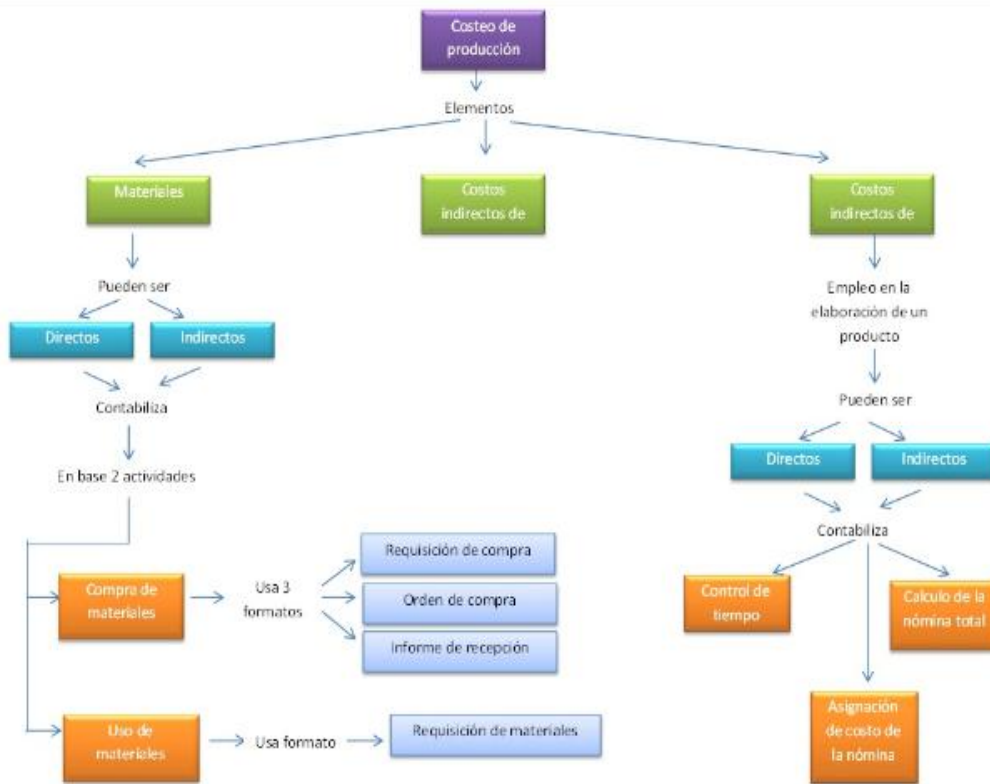 Costeo de
producción
Elementos
Materiales
Costos
indirectos de
Costos
indirectos de
Pueden ser
Directos
Indirectos
Contabiliza
En base 2 actividades
Compra de
materiales
Usa 3
formatos
Requisición de compra
Orden de compra
Informe de recepción
Uso de
materiales
Usa formato
Requisición de materiales
Empleo en la
elaboración de un
producto
Pueden ser
Directos
Indirectos
Contabiliza
Control de
tiempo
Calculo de la
nómina total
Asignación
de costo de
la nómina